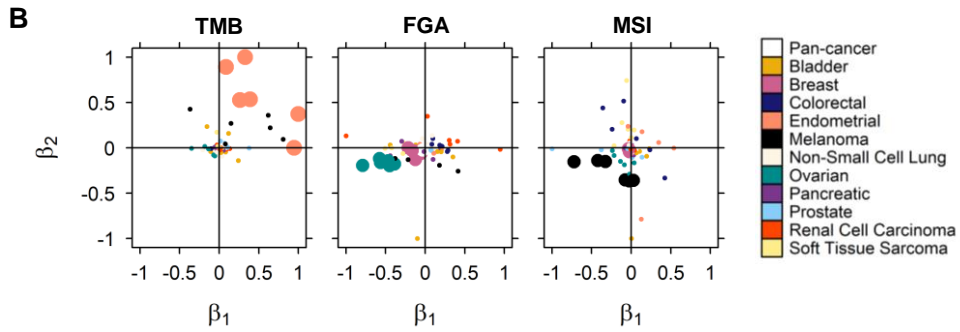 B
TMB
FGA
MSI
1
0.5
0
-0.5
-1
β2
-1 -0.5 0 0.5 1
-1 -0.5 0 0.5 1
-1 -0.5 0 0.5 1
β1
β1
β1
Pan-cancer
Bladder
Breast
Colorectal
Endometrial
Melanoma
Non-Small Cell Lung
Ovarian
Pancreatic
Prostate
Renal Cell Carcinoma
Soft Tissue Sarcoma